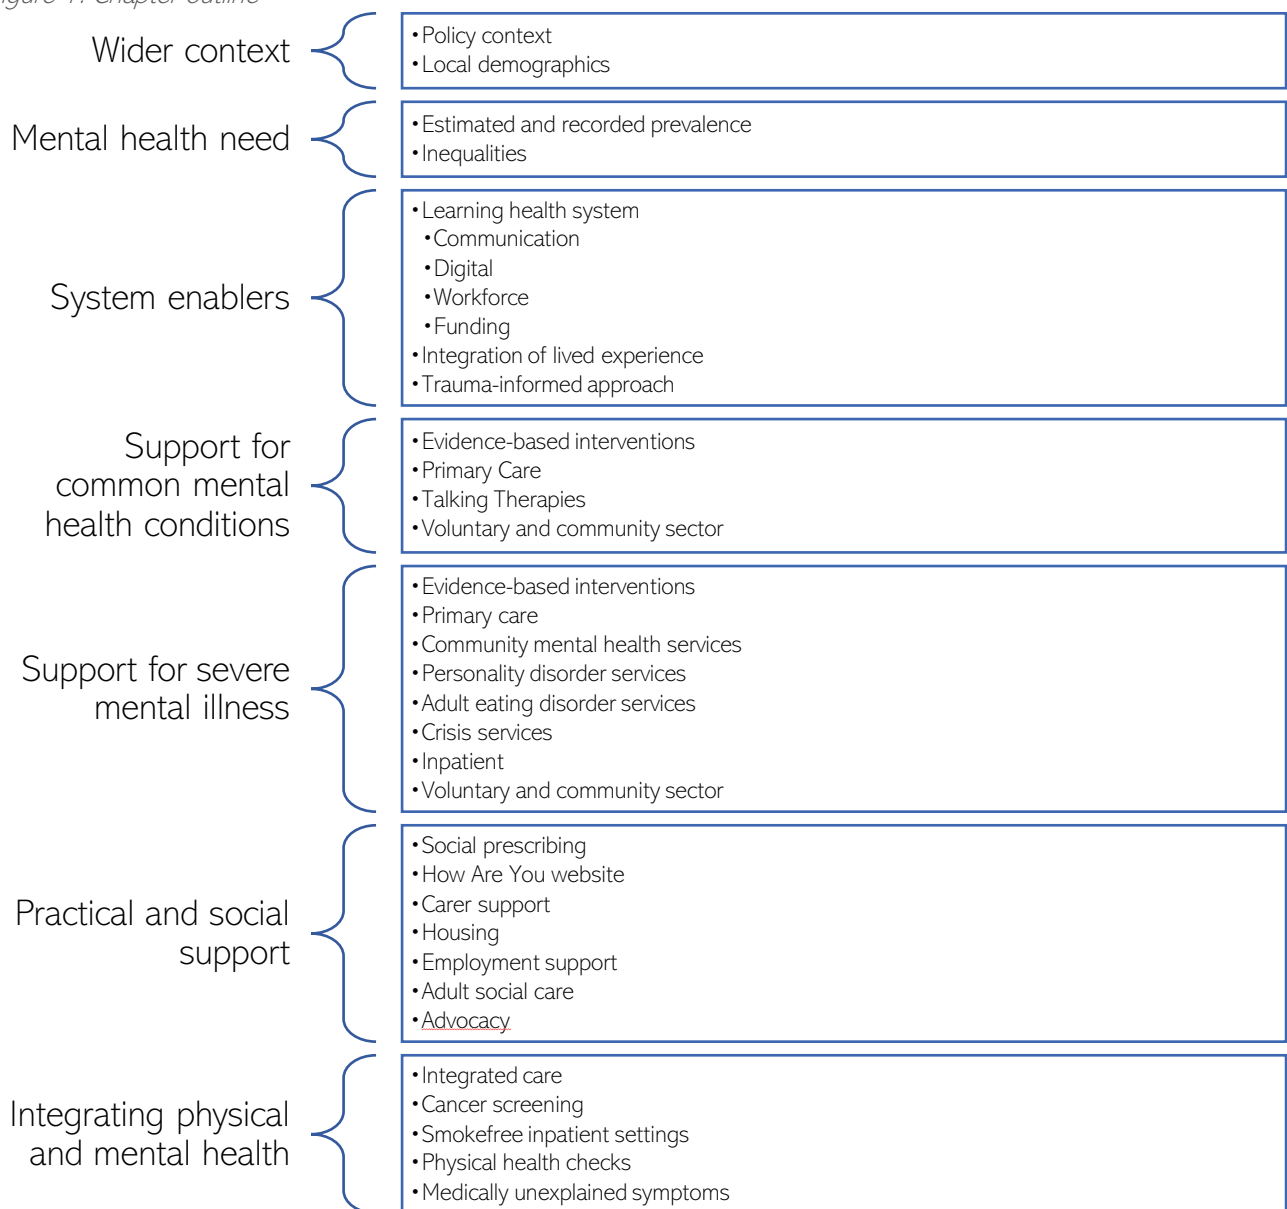 Figure 1: Chapter outline
Wider context
•Policy context
•Local demographics
Mental health need
•Estimated and recorded prevalence
•Inequalities
System enablers
•Learning health system
•Communication
•Digital
•Workforce
•Funding
•Integration of lived experience
•Trauma-informed approach
Support for
common mental
health conditions
•Evidence-based interventions
•Primary Care
•Talking Therapies
•Voluntary and community sector
Support for severe
mental illness
•Evidence-based interventions
•Primary care
•Community mental health services
•Personality disorder services
•Adult eating disorder services
•Crisis services
•Inpatient
•Voluntary and community sector
Practical and social
support
•Social prescribing
•How Are You website
•Carer support
•Housing
•Employment support
•Adult social care
•Advocacy
Integrating physical
and mental health
•Integrated care
•Cancer screening
•Smokefree inpatient settings
•Physical health checks
•Medically unexplained symptoms